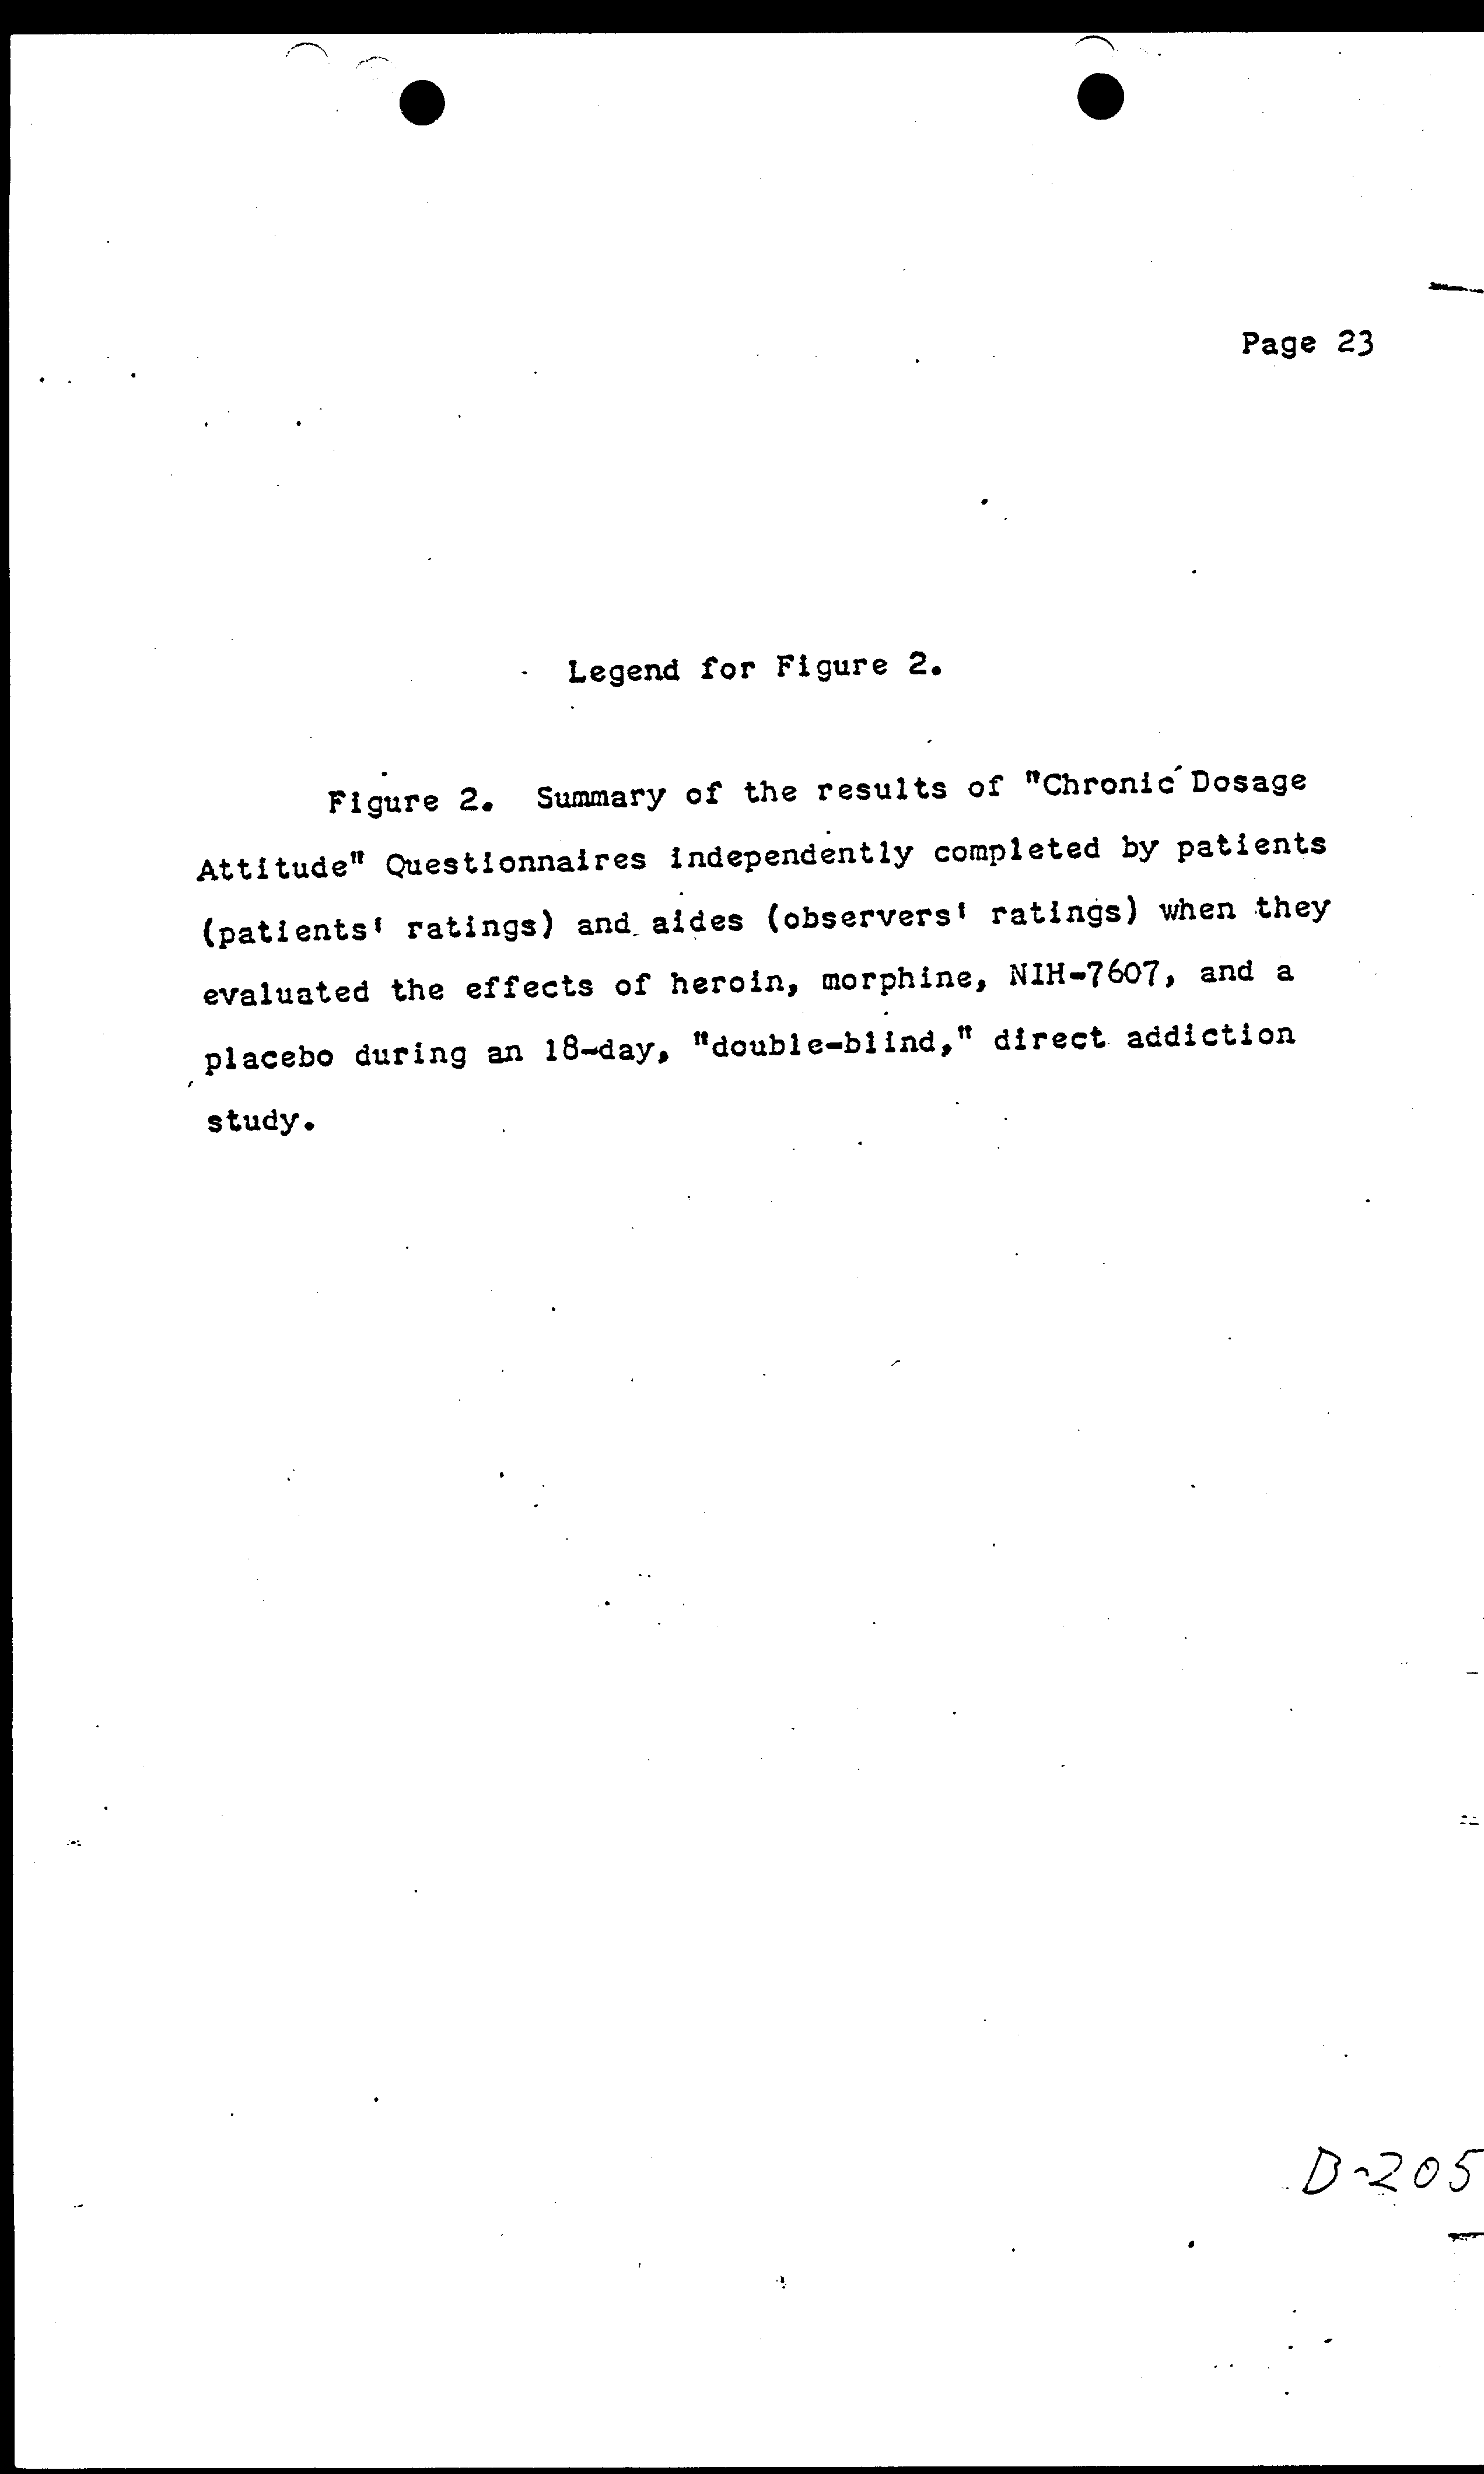 Page 23
Legend for Figure 2.
Figure 2. Summary of the results of "Chronic Dosage
Attitude" Questionnaires independently completed by patients
(patients' ratings) and aides (observers' ratings) when they
evaluated the effects of heroin, morphine, NIH-7607, and a
placebo during an 18-day, "double-blind," direct addiction
study.
D-205